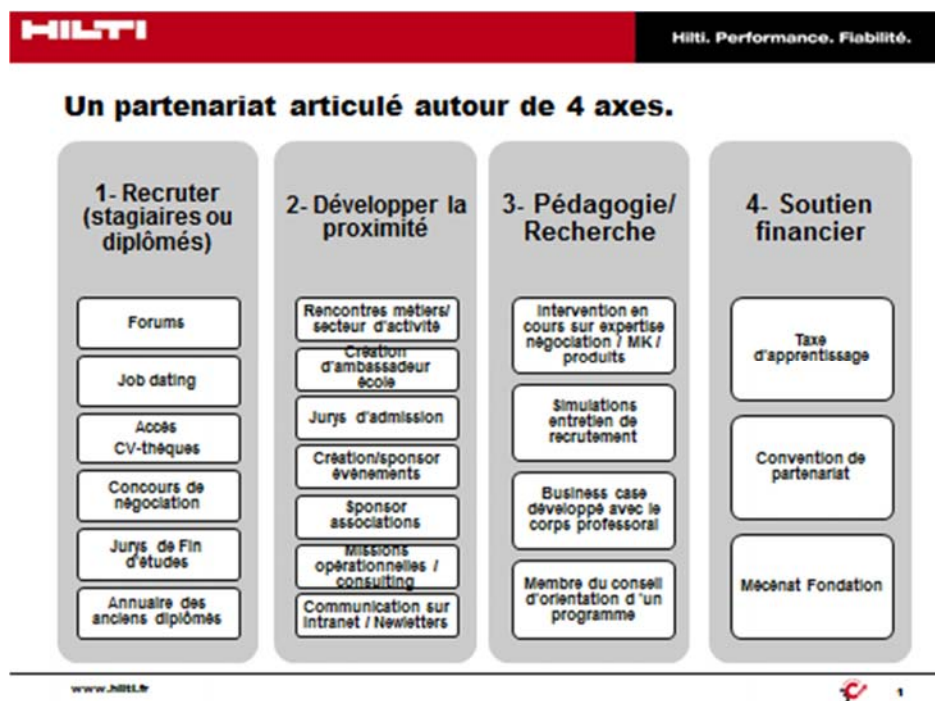 HILTI
Hilti. Performance. Fiabilité.
Un partenariat articulé autour de 4 axes.
1- Recruter
(stagiaires ou
diplômés)
Forums
Job dating
Accès
CV-thèques
Concours de
négociation
Jurys de Fin
d'études
Annuaire des
anciens diplômés
2- Développer la
proximité
Rencontres métiers/
secteur d'activité
Création
d'ambassadeur
école
Jurys d'admission
Création/sponsor
événements
Sponsor
associations
Missions
opérationnelles /
consulting
Communication sur
Intranet / Newletters
3- Pédagogie/
Recherche
Intervention en
cours sur expertise
négociation / MK /
produits
Simulations
entretien de
recrutement
Business case
développé avec le
corps professoral
Membre du conseil
d'orientation d 'un
programme
4- Soutien
financier
Taxe
d'apprentissage
Convention de
partenariat
Mécénat Fondation
www.hilti.fr
1